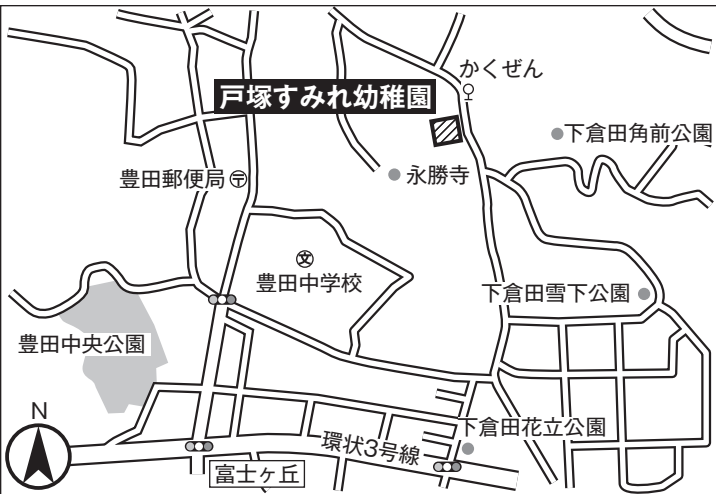 かくぜん
戸塚すみれ幼稚園
下倉田角前公園
豊田郵便局
永勝寺
文
豊田中学校
下倉田雪下公園
豊田中央公園
N
下倉田花立公園
環状3号線
富士ヶ丘